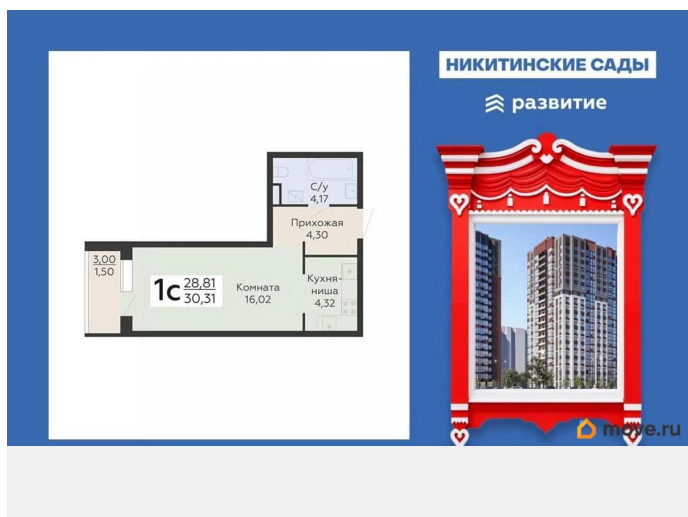 НИКИТИНСКИЕ САДЫ
развитие
С/у
4,17
Прихожая
4,30
3,00
1,50
1с
28,81
30,31
Комната
16,02
Кухня-
ниша
4,32
move.ru